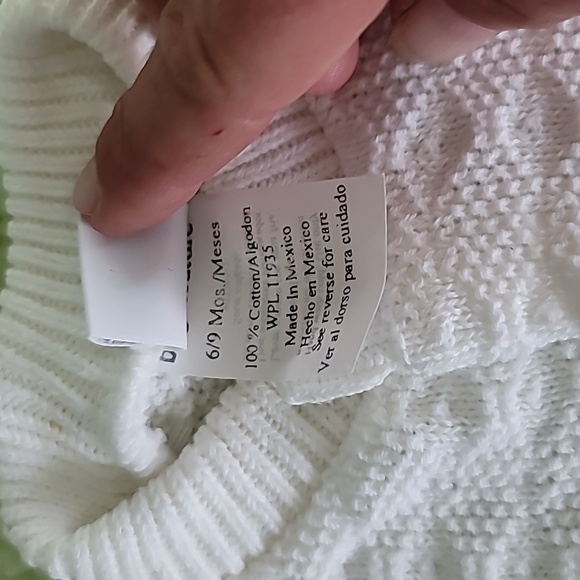 6/9 Mos./Meses
100 % Cotton/Algodon
WPL 11935
Made In Mexico
Hecho en Mexico
See reverse for care
Ver al dorso para cuidado